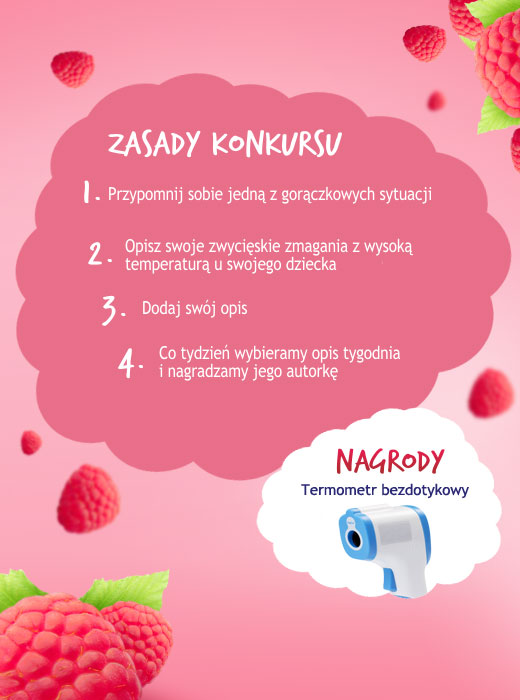 ZASADY KONKURSU
1. Przypomnij sobie jedną z gorączkowych sytuacji
2. Opisz swoje zwycięskie zmagania z wysoką
temperaturą u swojego dziecka
3. Dodaj swój opis
4. Co tydzień wybieramy opis tygodnia
i nagradzamy jego autorkę
NAGRODY
Termometr bezdotykowy